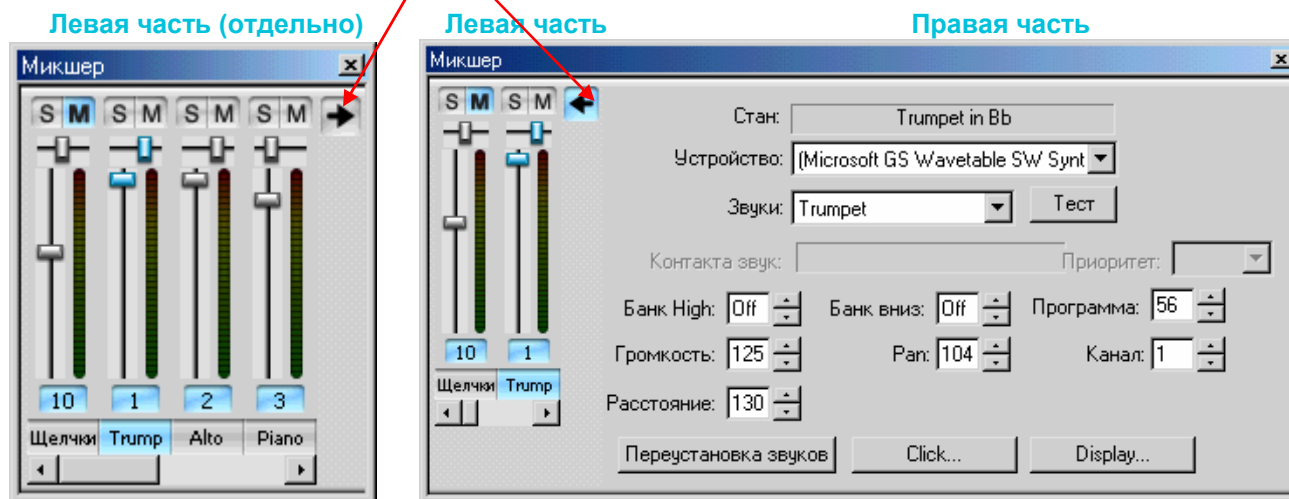 Левая часть (отдельно)
Левая часть
Правая часть
Микшер
S M S M S M S M
10 1 2 3
Щелчки Trump Alto Piano
Микшер
S M S M
10 1
Щелчки Trump
Стан: Trumpet in Bb
Устройство: (Microsoft GS Wavetable SW Synt
Звуки: Trumpet Тест
Контакта звук: Приоритет:
Банк High: Off Банк вниз: Off Программа: 56
Громкость: 125 Pan: 104 Канал: 1
Расстояние: 130
Переустановка звуков Click... Display...